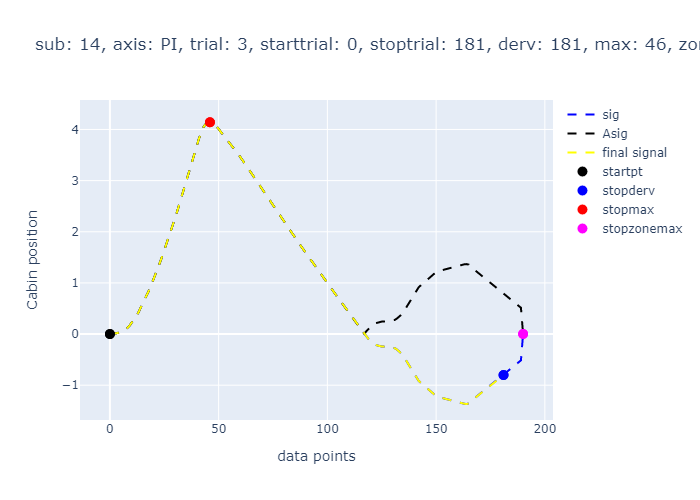 sub: 14, axis: PI, trial: 3, starttrial: 0, stoptrial: 181, derv: 181, max: 46,
sig
Asig
final signal
startpt
stopderv
stopmax
stopzonemax
4
3
2
1
0
−1
Cabin position
0
50
100
150
200
data points